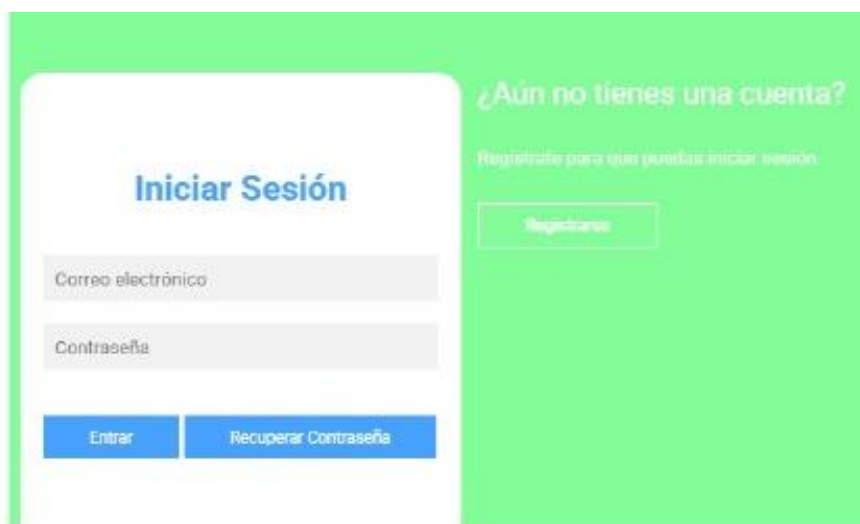 ¿Aún no tienes una cuenta?
Regístrate para que puedas iniciar sesión
Registrarse
Iniciar Sesión
Correo electrónico
Contraseña
Entrar Recuperar Contraseña